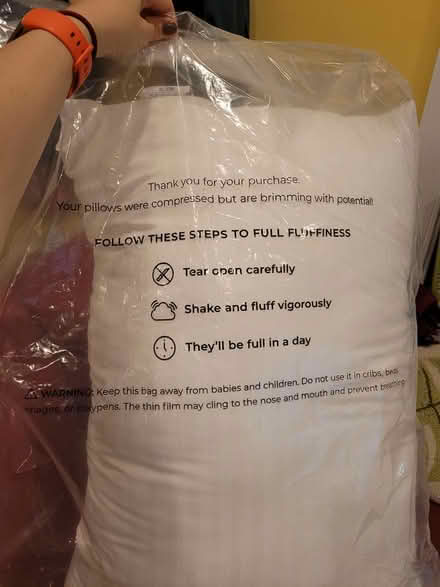 Thank you for your purchase.
Your pillows were compressed but are brimming with potential!
FOLLOW THESE STEPS TO FULL FLUFFINESS
Tear open carefully
Shake and fluff vigorously
They'll be full in a day
WARNING: Keep this bag away from babies and children. Do not use it in cribs, beds,
or playpens. The thin film may cling to the nose and mouth and prevent breathing.